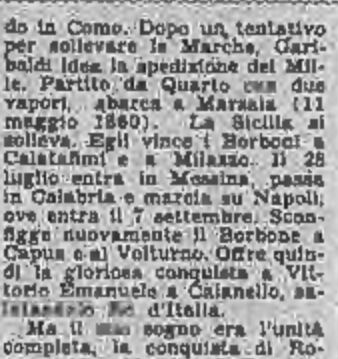 do in Como. Dopo un tentativo
per sollevare le Marche, Gari-
baldi idea la spedizione dei Mil-
le. Partito da Quarto con due
vapori, sbarca a Marsala (11
maggio 1860). La Sicilia si
solleva. Egli vince i Borboni a
Calatafimi e a Milazzo. Il 28
luglio entra in Messina, passa
in Calabria e marcia su Napoli,
ove entra il 7 settembre. Scon-
figge nuovamente il Borbone a
Capua e al Volturno. Offre quin-
di la gloriosa conquista a Vit-
torio Emanuele a Caianello, sa-
d'Italia.
Ma il suo sogno era l'unità
completa, la conquista di Ro-